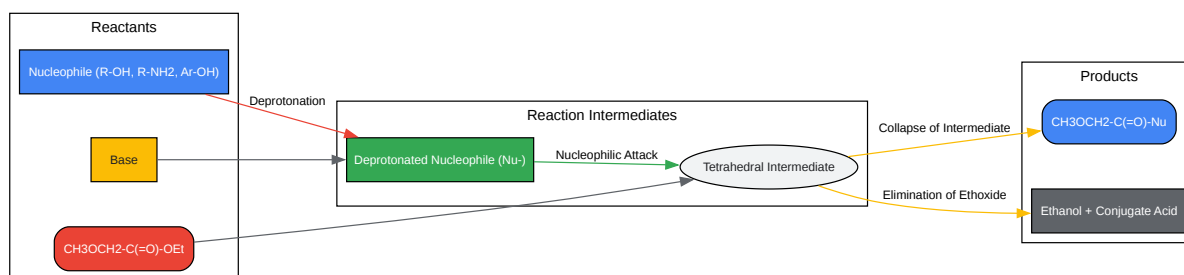 Reactants
Nucleophile (R-OH, R-NH2, Ar-OH)
Base
CH3OCH2-C(=O)-OEt
Deprotonation
Reaction Intermediates
Deprotonated Nucleophile (Nu-)
Nucleophilic Attack
Tetrahedral Intermediate
Collapse of Intermediate
Elimination of Ethoxide
Products
CH3OCH2-C(=O)-Nu
Ethanol + Conjugate Acid